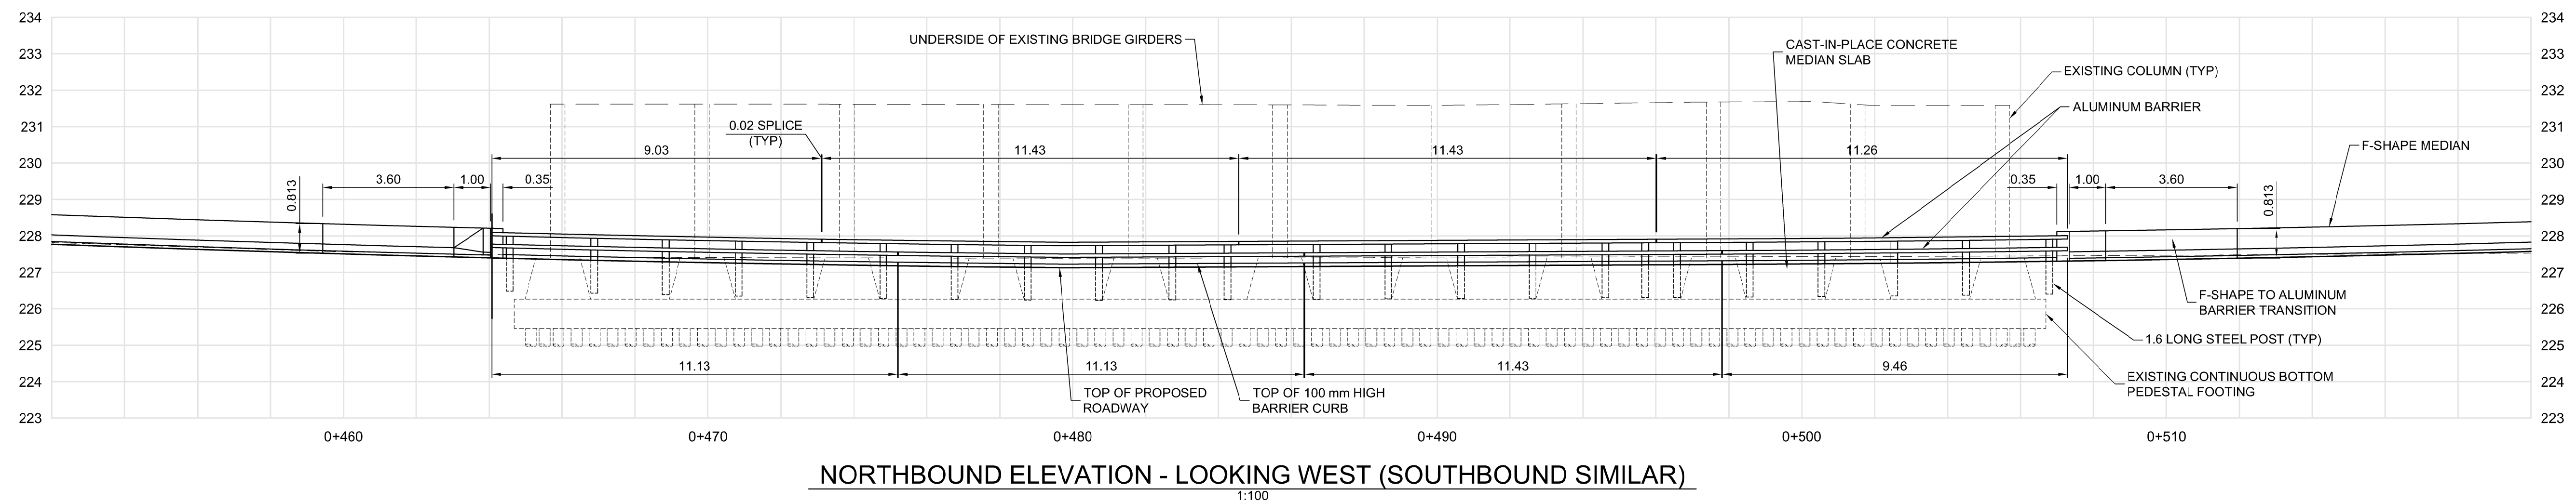 234
233
232
231
230
229
228
227
226
225
224
223
234
233
232
231
230
229
228
227
226
225
224
223
UNDERSIDE OF EXISTING BRIDGE GIRDERS
CAST-IN-PLACE CONCRETE
MEDIAN SLAB
EXISTING COLUMN (TYP)
ALUMINUM BARRIER
0.02 SPLICE
(TYP)
F-SHAPE MEDIAN
9.03
11.43
11.43
11.26
0.813
3.60
1.00
0.35
0.35
1.00
3.60
0.813
F-SHAPE TO ALUMINUM
BARRIER TRANSITION
1.6 LONG STEEL POST (TYP)
11.13
11.13
11.43
9.46
EXISTING CONTINUOUS BOTTOM
PEDESTAL FOOTING
TOP OF PROPOSED
ROADWAY
TOP OF 100 mm HIGH
BARRIER CURB
0+460
0+470
0+480
0+490
0+500
0+510
NORTHBOUND ELEVATION - LOOKING WEST (SOUTHBOUND SIMILAR)
1:100